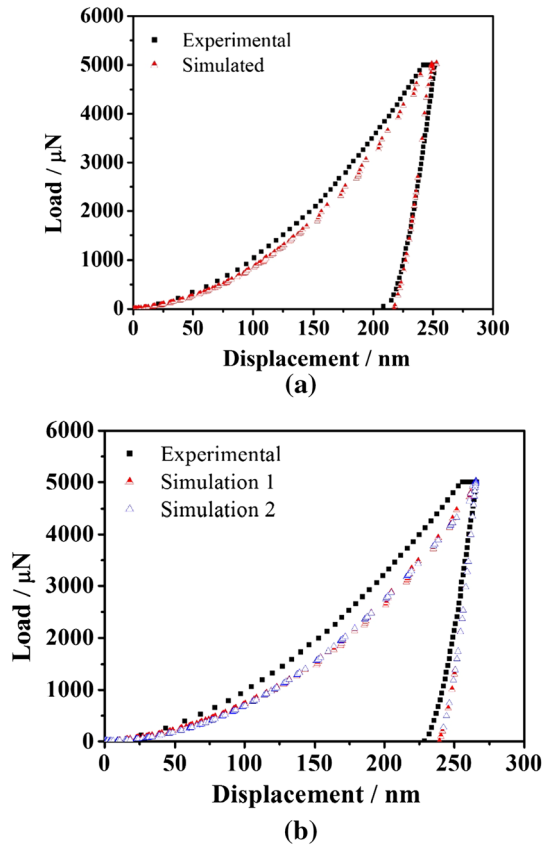 Experimental
Simulated
6000
5000
4000
3000
2000
1000
0
Load / μN
0 50 100 150 200 250 300
Displacement / nm
(a)
Experimental
Simulation 1
Simulation 2
6000
5000
4000
3000
2000
1000
0
Load / μN
0 50 100 150 200 250 300
Displacement / nm
(b)